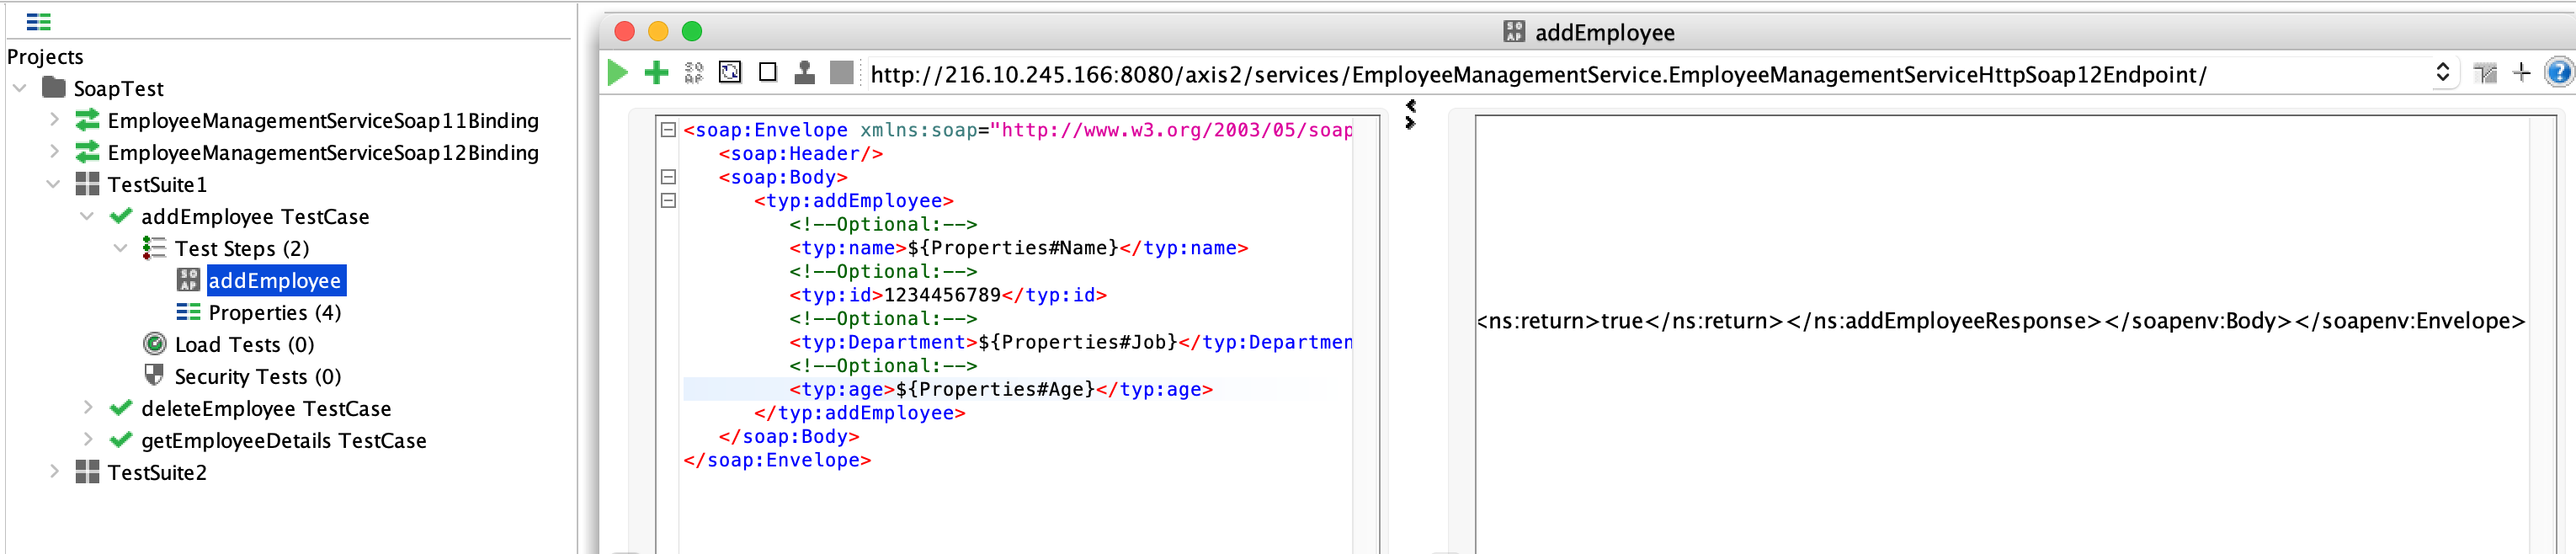 Projects
SoapTest
EmployeeManagementServiceSoap11Binding
EmployeeManagementServiceSoap12Binding
TestSuite1
addEmployee TestCase
Test Steps (2)
addEmployee
Properties (4)
Load Tests (0)
Security Tests (0)
deleteEmployee TestCase
getEmployeeDetails TestCase
TestSuite2
addEmployee
http://216.10.245.166:8080/axis2/services/EmployeeManagementService.EmployeeManagementServiceHttpSoap12Endpoint/
<soap:Envelope xmlns:soap="http://www.w3.org/2003/05/soap
<soap:Header/>
<soap:Body>
<typ:addEmployee>
<!--Optional:-->
<typ:name>${Properties#Name}</typ:name>
<!--Optional:-->
<typ:id>1234456789</typ:id>
<!--Optional:-->
<typ:Department>${Properties#Job}</typ:Departmen
<!--Optional:-->
<typ:age>${Properties#Age}</typ:age>
</typ:addEmployee>
</soap:Body>
</soap:Envelope>
<ns:return>true</ns:return></ns:addEmployeeResponse></soapenv:Body></soapenv:Envelope>